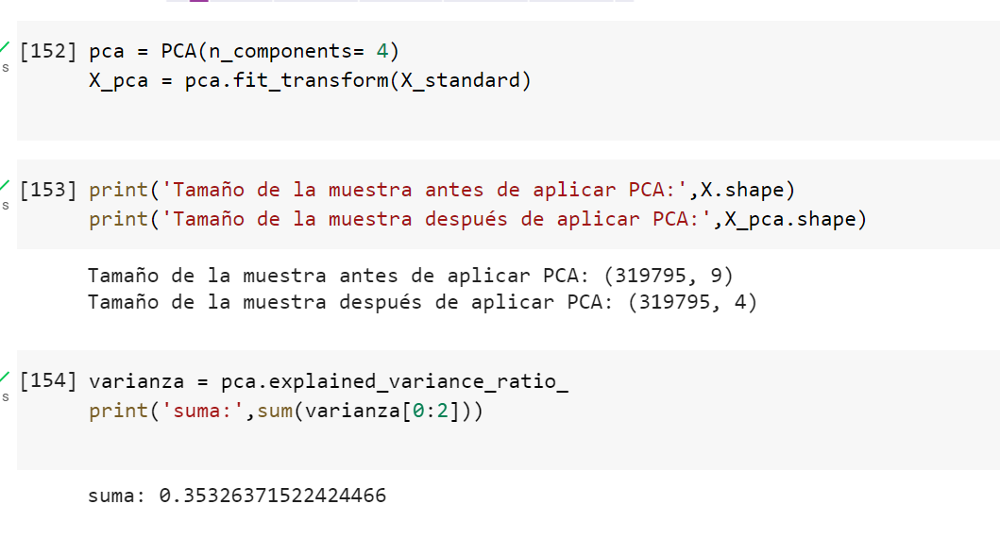 [152] pca = PCA(n_components= 4)
X_pca = pca.fit_transform(X_standard)
s
[153] print('Tamaño de la muestra antes de aplicar PCA:',X.shape)
print('Tamaño de la muestra después de aplicar PCA:',X_pca.shape)
s
Tamaño de la muestra antes de aplicar PCA: (319795, 9)
Tamaño de la muestra después de aplicar PCA: (319795, 4)
[154] varianza = pca.explained_variance_ratio_
print('suma:',sum(varianza[0:2]))
s
suma: 0.35326371522424466